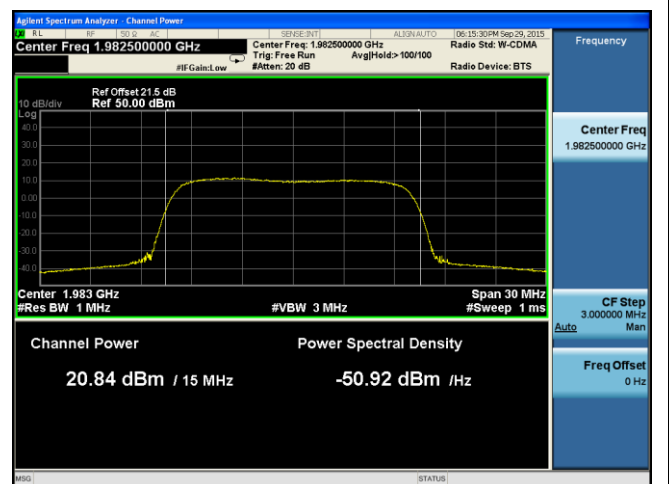 Agilent Spectrum Analyzer - Channel Power
RL RF 50 Ω AC SENSE:INT ALIGN AUTO 06:15:30 PM Sep 29, 2015
Center Freq 1.982500000 GHz
Center Freq: 1.982500000 GHz
Radio Std: W-CDMA
Trig: Free Run Avg|Hold:> 100/100
#IFGain:Low #Atten: 20 dB Radio Device: BTS
Ref Offset 21.5 dB
10 dB/div Ref 50.00 dBm
Log
40.0
30.0
20.0
10.0
0.00
-10.0
-20.0
-30.0
-40.0
Center 1.983 GHz Span 30 MHz
#Res BW 1 MHz #VBW 3 MHz #Sweep 1 ms
Channel Power Power Spectral Density
20.84 dBm / 15 MHz -50.92 dBm /Hz
Frequency
Center Freq
1.982500000 GHz
CF Step
3.000000 MHz
Auto Man
Freq Offset
0 Hz
MSG STATUS